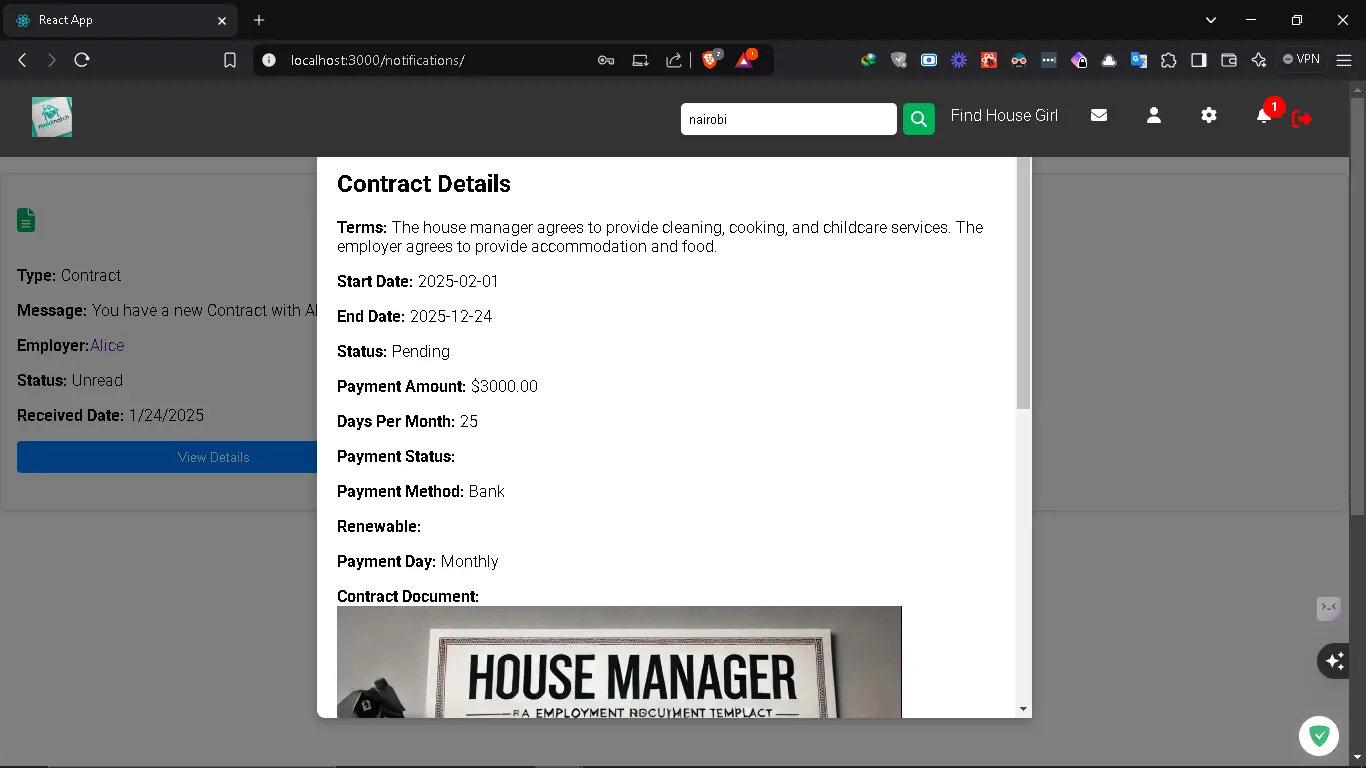 React App
localhost:3000/notifications/
2
1
VPN
maidmatch
nairobi
Find House Girl
1
Contract Details
Terms: The house manager agrees to provide cleaning, cooking, and childcare services. The
employer agrees to provide accommodation and food.
Start Date: 2025-02-01
End Date: 2025-12-24
Status: Pending
Payment Amount: $3000.00
Days Per Month: 25
Payment Status:
Payment Method: Bank
Renewable:
Payment Day: Monthly
Contract Document:
HOUSE MANAGER
Type: Contract
Message: You have a new Contract with Al
Employer:Alice
Status: Unread
Received Date: 1/24/2025
View Details